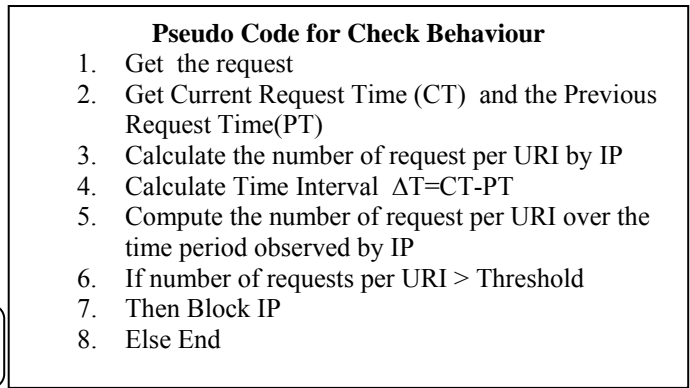 Pseudo Code for Check Behaviour
1. Get the request
2. Get Current Request Time (CT) and the Previous
Request Time(PT)
3. Calculate the number of request per URI by IP
4. Calculate Time Interval ΔT=CT-PT
5. Compute the number of request per URI over the
time period observed by IP
6. If number of requests per URI > Threshold
7. Then Block IP
8. Else End